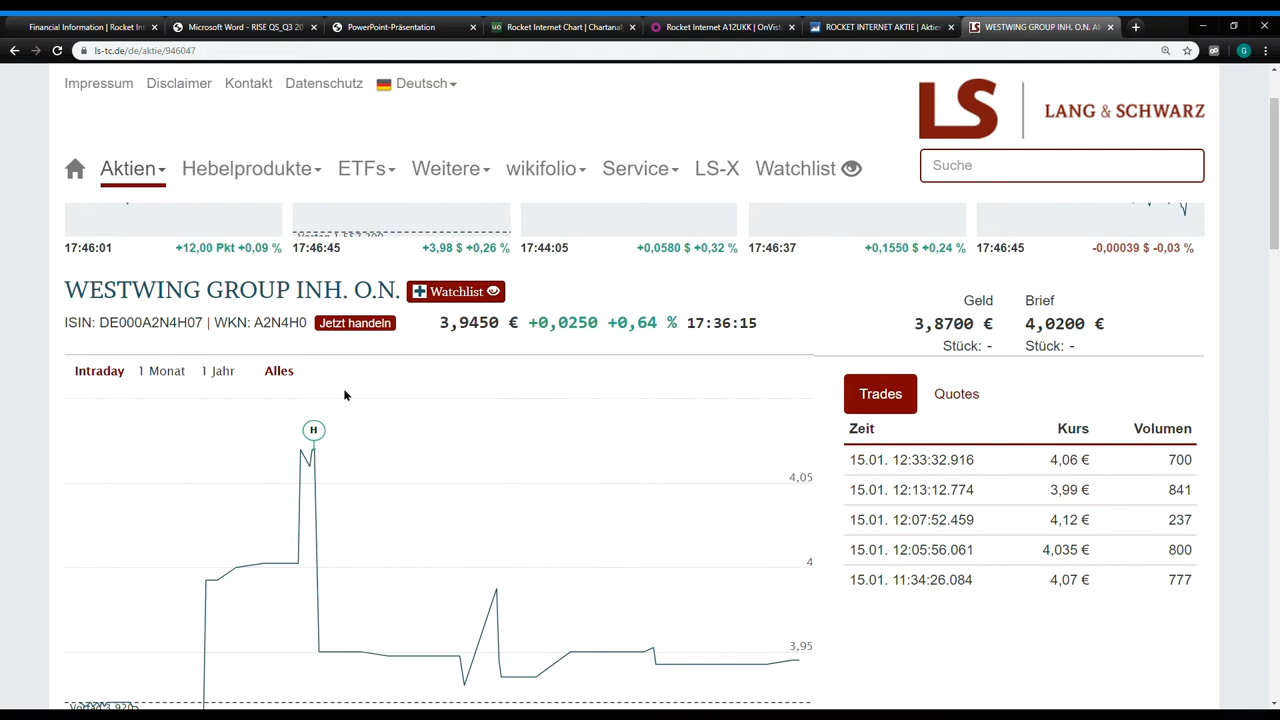 Financial Information | Rocket In
Microsoft Word - RISE QS_Q3 20
PowerPoint-Präsentation
Rocket Internet Chart | Chartanal
Rocket Internet A12UKK | OnVista
ROCKET INTERNET AKTIE | Aktien
WESTWING GROUP INH. O.N. Ak
ls-tc.de/de/aktie/946047
G
Impressum Disclaimer Kontakt Datenschutz Deutsch
LS LANG & SCHWARZ
Aktien Hebelprodukte ETFs Weitere wikifolio Service LS-X Watchlist
Suche
17:46:01 +12,00 Pkt +0,09 %
17:46:45 +3,98 $ +0,26 %
17:44:05 +0,0580 $ +0,32 %
17:46:37 +0,1550 $ +0,24 %
17:46:45 -0,00039 $ -0,03 %
WESTWING GROUP INH. O.N. Watchlist
ISIN: DE000A2N4H07 | WKN: A2N4H0 Jetzt handeln 3,9450 € +0,0250 +0,64 % 17:36:15
Geld Brief
3,8700 € 4,0200 €
Stück: - Stück: -
Intraday 1 Monat 1 Jahr Alles
H
4,05
4
3,95
Vortag 3,920
Trades Quotes
Zeit Kurs Volumen
15.01. 12:33:32.916 4,06 € 700
15.01. 12:13:12.774 3,99 € 841
15.01. 12:07:52.459 4,12 € 237
15.01. 12:05:56.061 4,035 € 800
15.01. 11:34:26.084 4,07 € 777